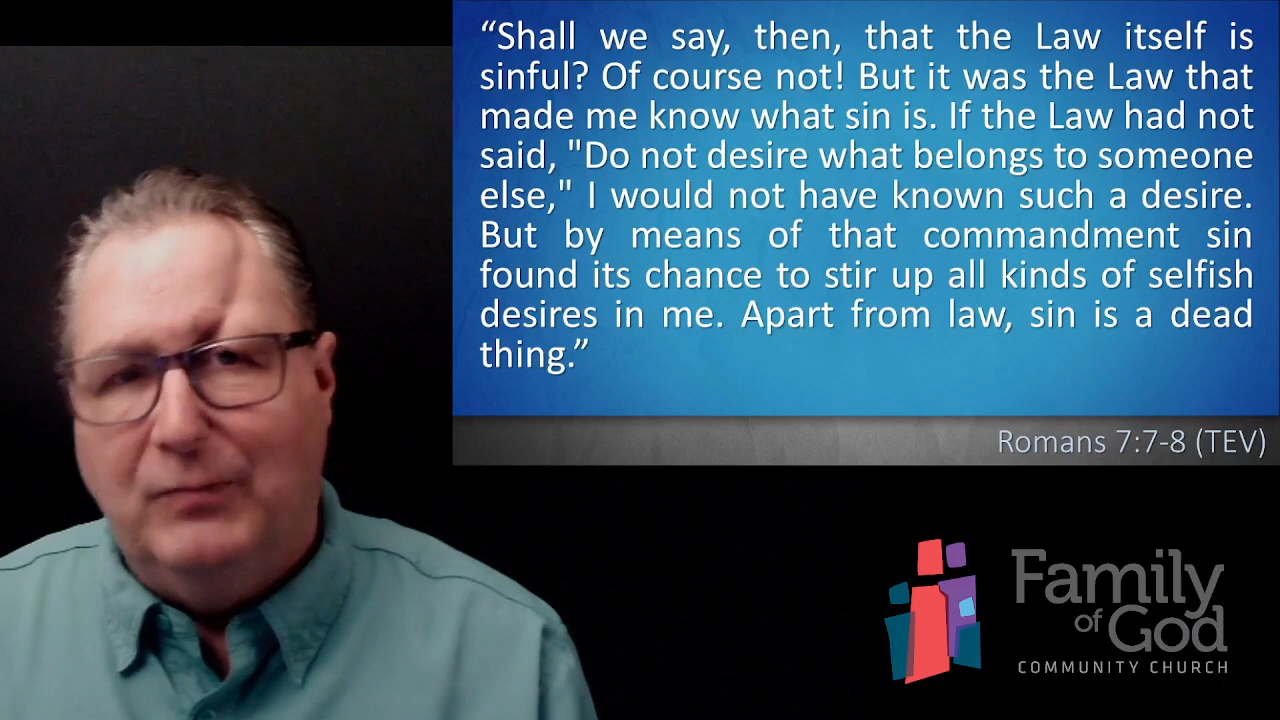 “Shall we say, then, that the Law itself is
sinful? Of course not! But it was the Law that
made me know what sin is. If the Law had not
said, "Do not desire what belongs to someone
else," I would not have known such a desire.
But by means of that commandment sin
found its chance to stir up all kinds of selfish
desires in me. Apart from law, sin is a dead
thing.”
Romans 7:7-8 (TEV)
Family
of God
COMMUNITY CHURCH